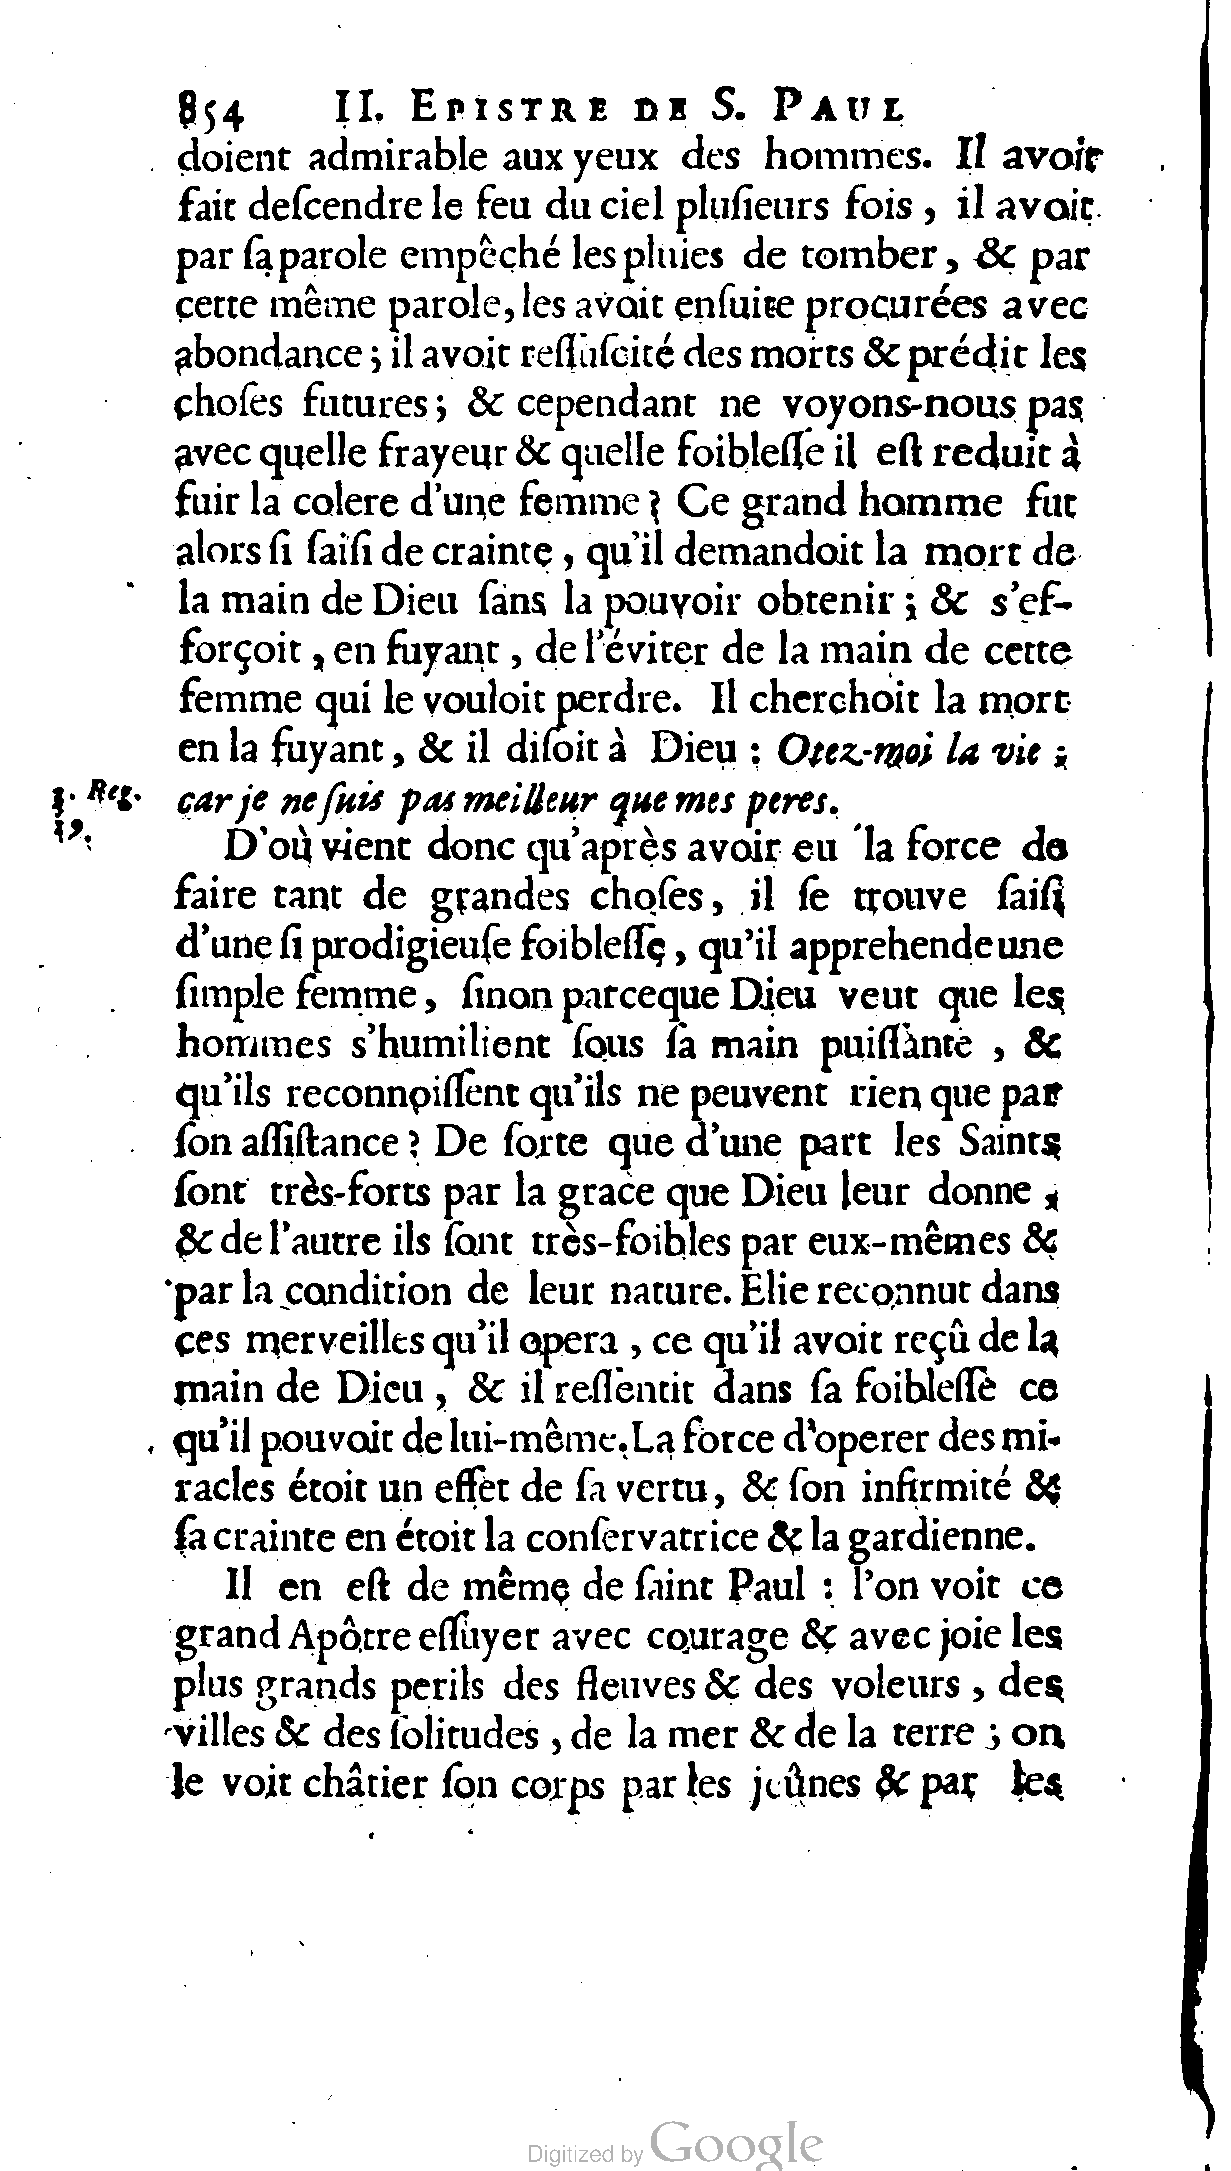 854 II. EPISTRE DE S. PAUL
doient admirable aux yeux des hommes. Il avoit
fait deſcendre le feu du ciel pluſieurs fois, il avoit
par ſa parole empêché les pluies de tomber, & par
cette même parole, les avoit enſuite procurées avec
abondance; il avoit reſſuſcité des morts & prédit les
choſes futures; & cependant ne voyons-nous pas
avec quelle frayeur & quelle foibleſſe il eſt reduit à
fuir la colere d'une femme? Ce grand homme fut
alors ſi ſaiſi de crainte, qu'il demandoit la mort de
la main de Dieu ſans la pouvoir obtenir; & s'ef-
forçoit, en fuyant, de l'éviter de la main de cette
femme qui le vouloit perdre. Il cherchoit la mort
en la fuyant, & il diſoit à Dieu : Otez-moi la vie;
3. Reg. car je ne ſuis pas meilleur que mes peres.
19.
D'où vient donc qu'après avoir eu la force de
faire tant de grandes choſes, il ſe trouve ſaiſi
d'une ſi prodigieuſe foibleſſe, qu'il apprehende une
ſimple femme, ſinon parceque Dieu veut que les
hommes s'humilient ſous ſa main puiſſante, &
qu'ils reconnoiſſent qu'ils ne peuvent rien que par
ſon aſſiſtance? De ſorte que d'une part les Saints
ſont très-forts par la grace que Dieu leur donne,
& de l'autre ils ſont très-foibles par eux-mêmes &
par la condition de leur nature. Elie reconnut dans
ces merveilles qu'il opera, ce qu'il avoit reçû de la
main de Dieu, & il reſſentit dans ſa foibleſſe ce
qu'il pouvoit de lui-même. La force d'operer des mi-
racles étoit un effet de ſa vertu, & ſon infirmité &
ſa crainte en étoit la conſervatrice & la gardienne.
Il en eſt de même de ſaint Paul : l'on voit ce
grand Apôtre eſſuyer avec courage & avec joie les
plus grands perils des fleuves & des voleurs, des
villes & des ſolitudes, de la mer & de la terre; on
le voit châtier ſon corps par les jeûnes & par les
Digitized by Google